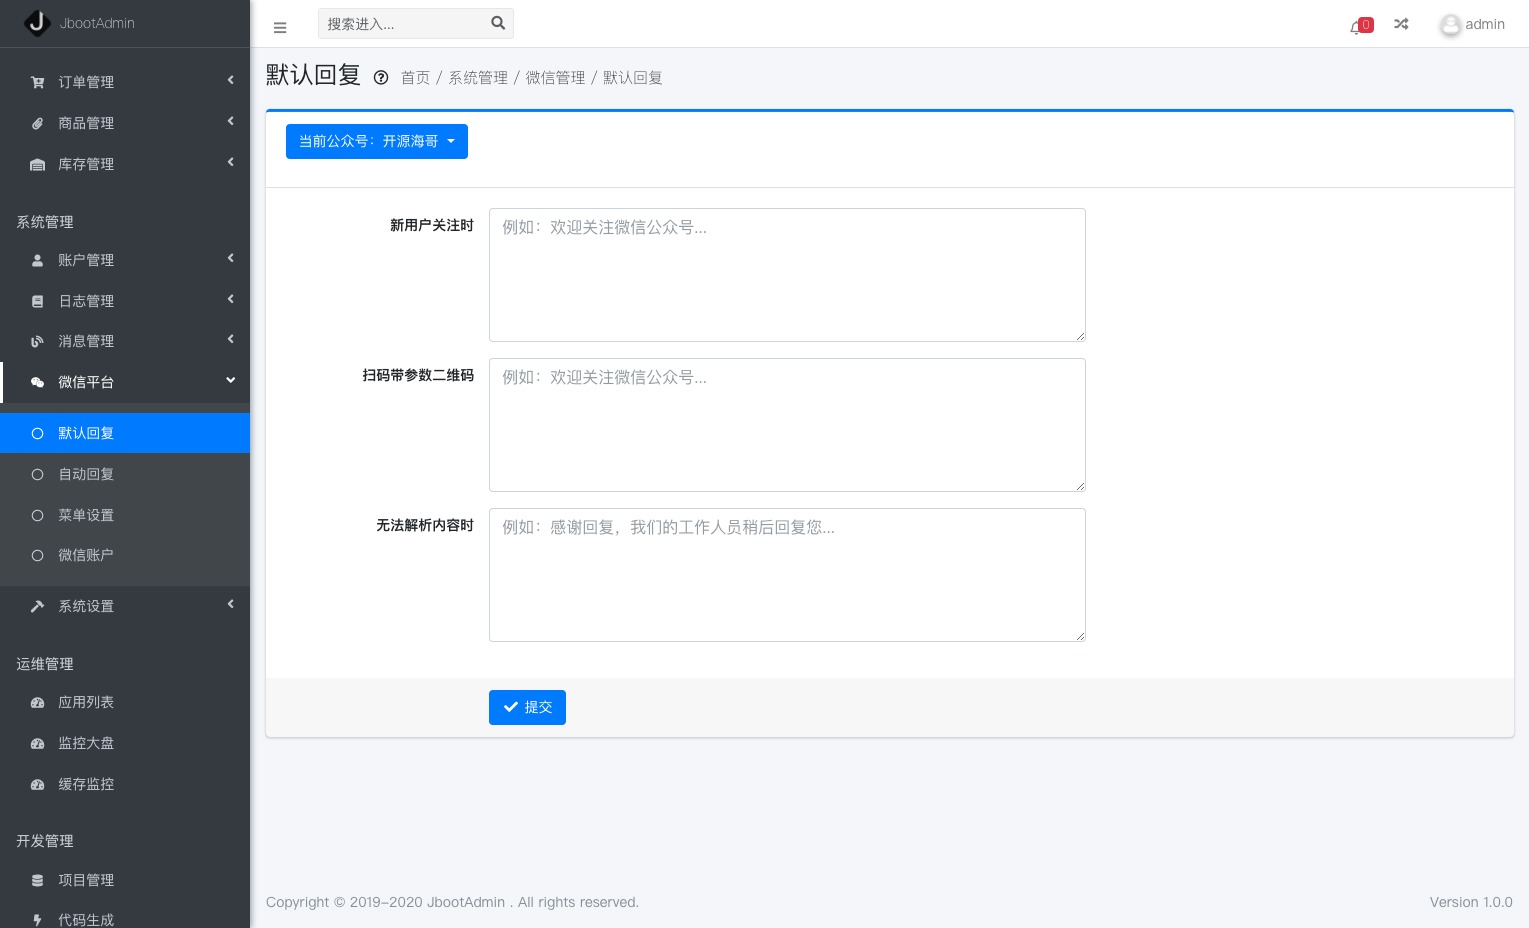 JbootAdmin
订单管理
商品管理
库存管理
系统管理
账户管理
日志管理
消息管理
微信平台
默认回复
自动回复
菜单设置
微信账户
系统设置
运维管理
应用列表
监控大盘
缓存监控
开发管理
项目管理
代码生成
搜索进入...
0
admin
默认回复 首页 / 系统管理 / 微信管理 / 默认回复
当前公众号：开源海哥
新用户关注时
例如：欢迎关注微信公众号...
扫码带参数二维码
例如：欢迎关注微信公众号...
无法解析内容时
例如：感谢回复，我们的工作人员稍后回复您...
提交
Copyright © 2019-2020 JbootAdmin . All rights reserved.
Version 1.0.0